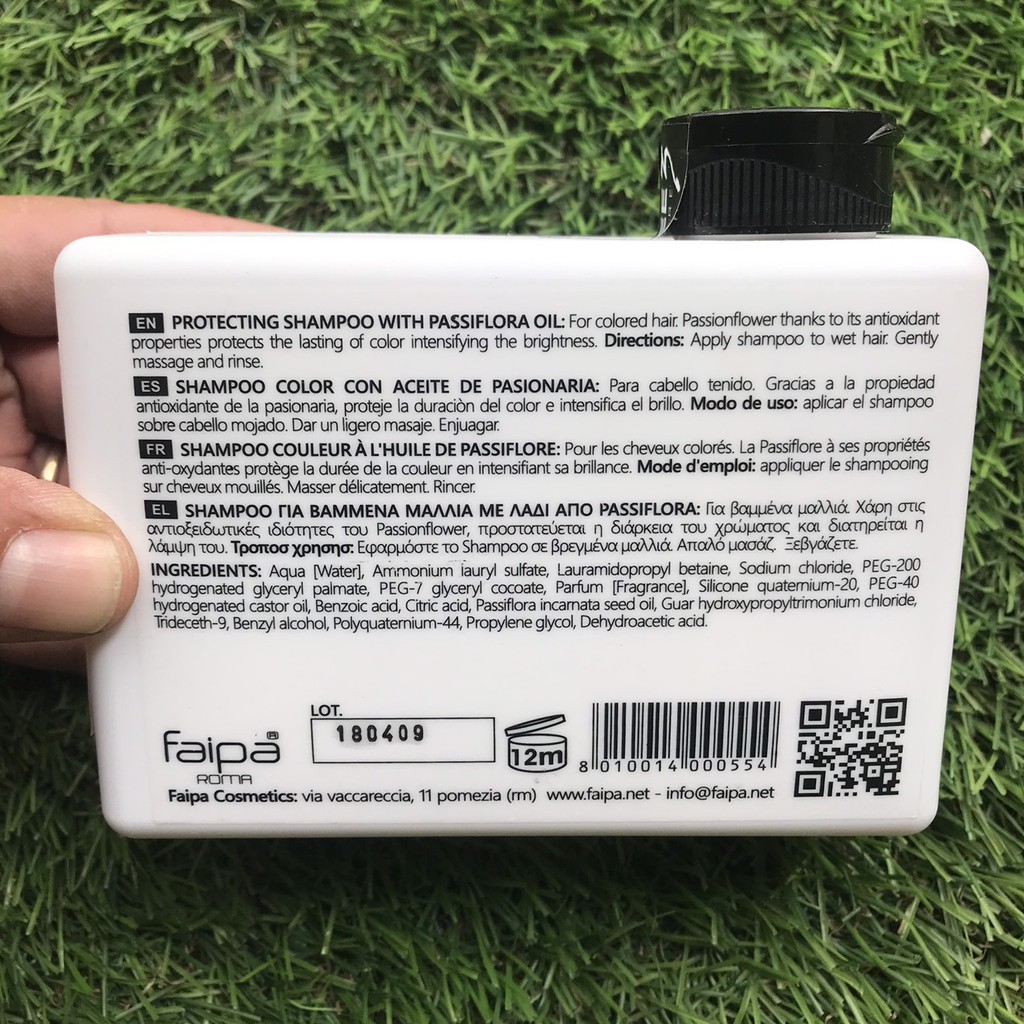 EN PROTECTING SHAMPOO WITH PASSIFLORA OIL: For colored hair. Passionflower thanks to its antioxidant
properties protects the lasting of color intensifying the brightness. Directions: Apply shampoo to wet hair. Gently
massage and rinse.
ES SHAMPOO COLOR CON ACEITE DE PASIONARIA: Para cabello tenido. Gracias a la propiedad
antioxidante de la pasionaria, proteje la duraciòn del color e intensifica el brillo. Modo de uso: aplicar el shampoo
sobre cabello mojado. Dar un ligero masaje. Enjuagar.
FR SHAMPOO COULEUR À L'HUILE DE PASSIFLORE: Pour les cheveux colorés. La Passiflore à ses propriétés
anti-oxydantes protège la durée de la couleur en intensifiant sa brillance. Mode d'emploi: appliquer le shampooing
sur cheveux mouillés. Masser délicatement. Rincer.
EL SHAMPOO ΓΙΑ ΒΑΜΜΕΝΑ ΜΑΛΛΙΑ ΜΕ ΛΑΔΙ ΑΠΟ PASSIFLORA: Για βαμμένα μαλλιά. Χάρη στις
αντιοξειδωτικές ιδιότητες του Passionflower, προστατεύεται η διάρκεια του χρώματος και διατηρείται η
λάμψη του. Τροποσ χρησησ: Εφαρμόστε το Shampoo σε βρεγμένα μαλλιά. Απαλό μασάζ. Ξεβγάζετε.
INGREDIENTS: Aqua [Water], Ammonium lauryl sulfate, Lauramidopropyl betaine, Sodium chloride, PEG-200
hydrogenated glyceryl palmate, PEG-7 glyceryl cocoate, Parfum [Fragrance], Silicone quaternium-20, PEG-40
hydrogenated castor oil, Benzoic acid, Citric acid, Passiflora incarnata seed oil, Guar hydroxypropyltrimonium chloride,
Trideceth-9, Benzyl alcohol, Polyquaternium-44, Propylene glycol, Dehydroacetic acid.
LOT.
180409
faipa®
ROMA
12m
8 010014 000554
Faipa Cosmetics: via vaccareccia, 11 pomezia (rm) www.faipa.net - info@faipa.net